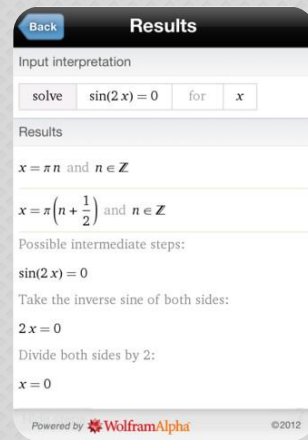 Back
Results
Input interpretation
solve sin(2 x) = 0 for x
Results
x = π n and n ∈ ℤ
x = π(n + 1/2) and n ∈ ℤ
Possible intermediate steps:
sin(2 x) = 0
Take the inverse sine of both sides:
2 x = 0
Divide both sides by 2:
x = 0
Powered by WolframAlpha ©2012